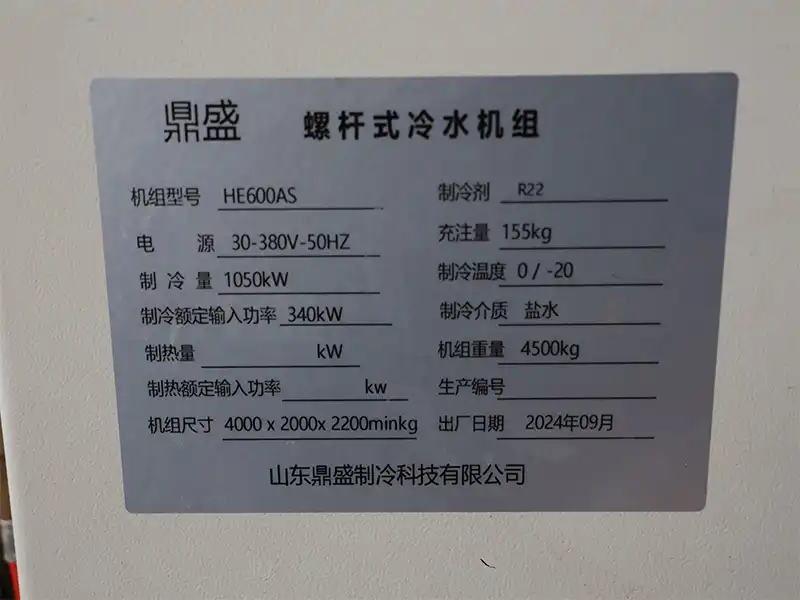 鼎盛 螺杆式冷水机组
机组型号 HE600AS
制冷剂 R22
电 源 30-380V-50HZ
充注量 155kg
制 冷 量 1050kW
制冷温度 0 / -20
制冷额定输入功率 340kW
制冷介质 盐水
制热量 kW
机组重量 4500kg
制热额定输入功率 kw
生产编号
机组尺寸 4000 x 2000x 2200minkg
出厂日期 2024年09月
山东鼎盛制冷科技有限公司